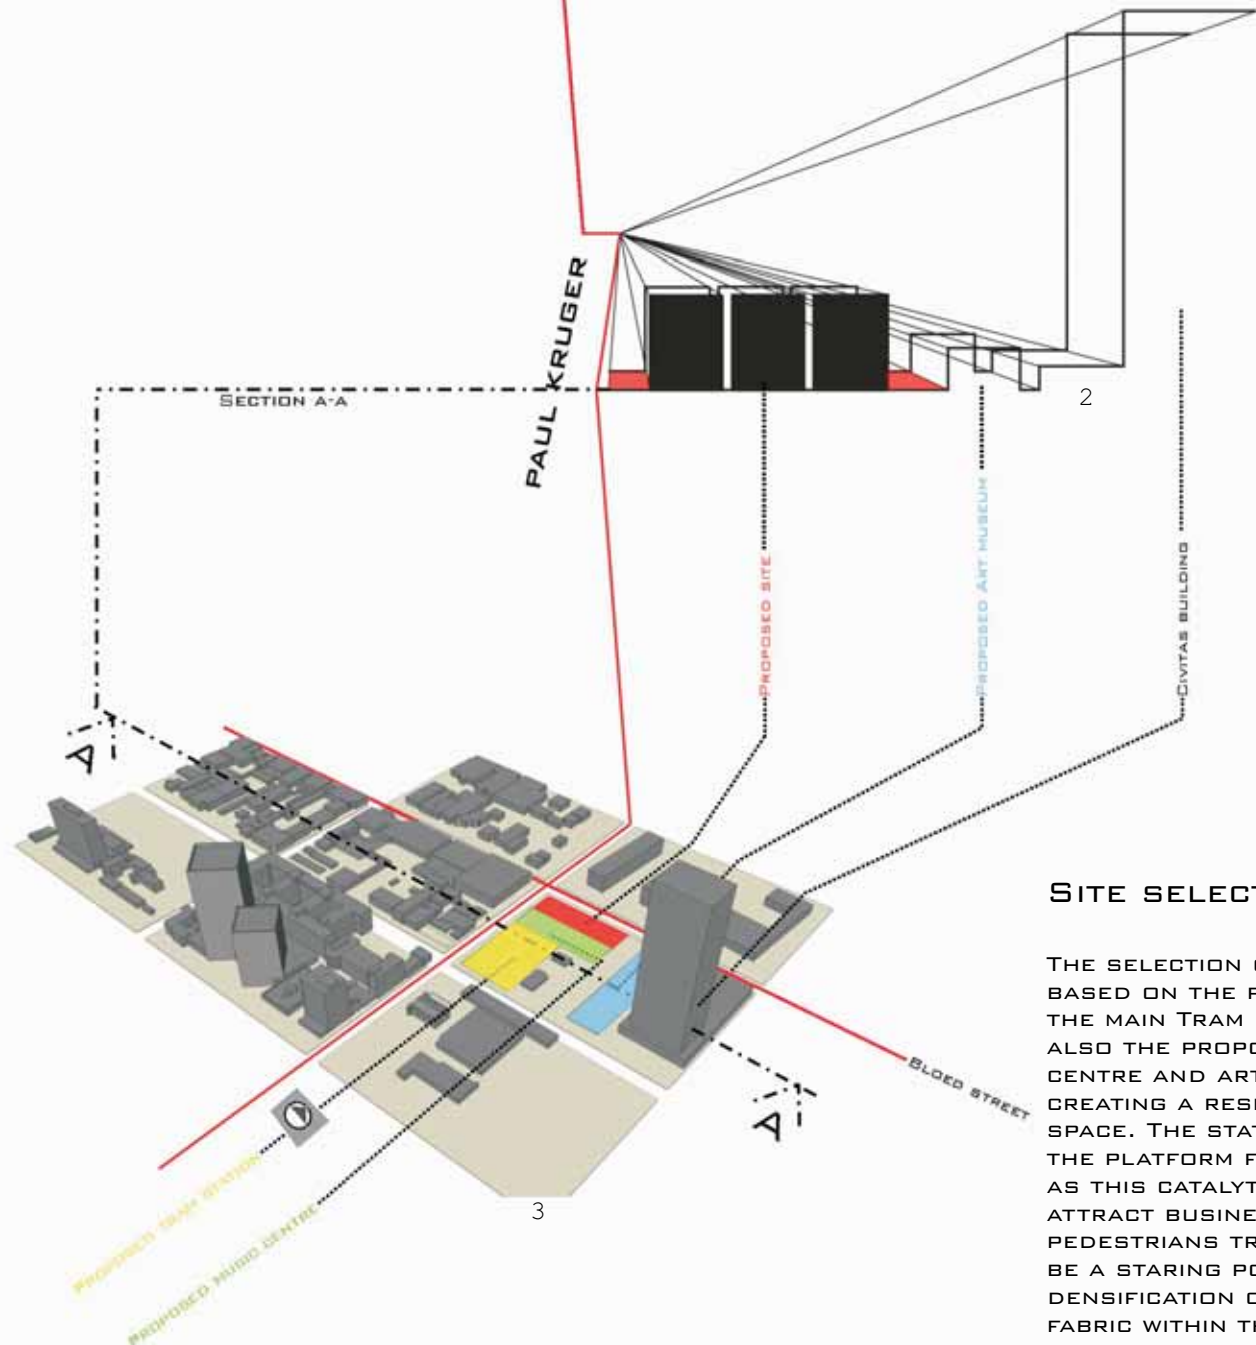 PAUL KRUGER
SECTION A-A
2
PROPOSED SITE
PROPOSED ART MUSEUM
CIVITAS BUILDING
A
A
BLOED STREET
PROPOSED TRAM STATION
PROPOSED MUSIC CENTRE
3
SITE SELECT
THE SELECTION
BASED ON THE
THE MAIN TRAM
ALSO THE PROPO
CENTRE AND ART
CREATING A RESI
SPACE. THE STAT
THE PLATFORM F
AS THIS CATALYT
ATTRACT BUSINE
PEDESTRIANS TR
BE A STARING PO
DENSIFICATION
FABRIC WITHIN TH